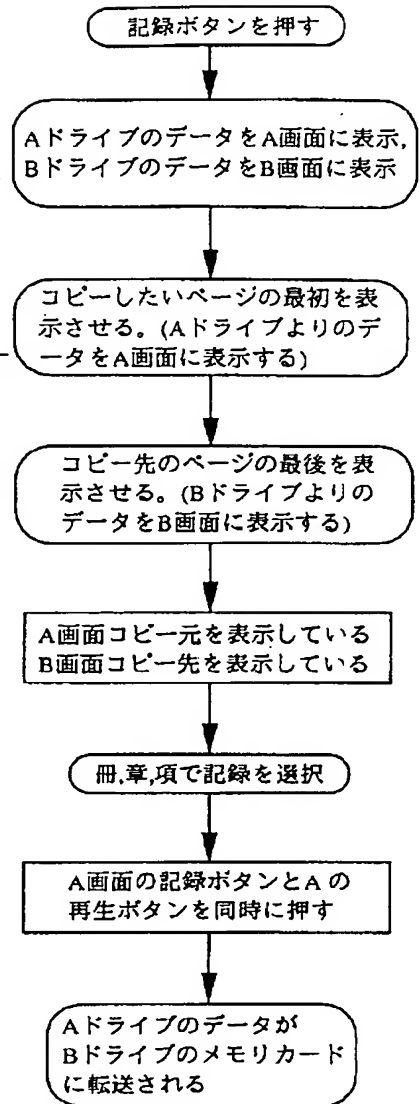 記録ボタンを押す
AドライブのデータをA画面に表示,
BドライブのデータをB画面に表示
コピーしたいページの最初を表
示させる。(Aドライブよりのデ
ータをA画面に表示する)
コピー先のページの最後を表
示させる。(Bドライブよりの
データをB画面に表示する)
A画面コピー元を表示している
B画面コピー先を表示している
冊,章,項で記録を選択
A画面の記録ボタンとAの
再生ボタンを同時に押す
Aドライブのデータが
Bドライブのメモリカード
に転送される